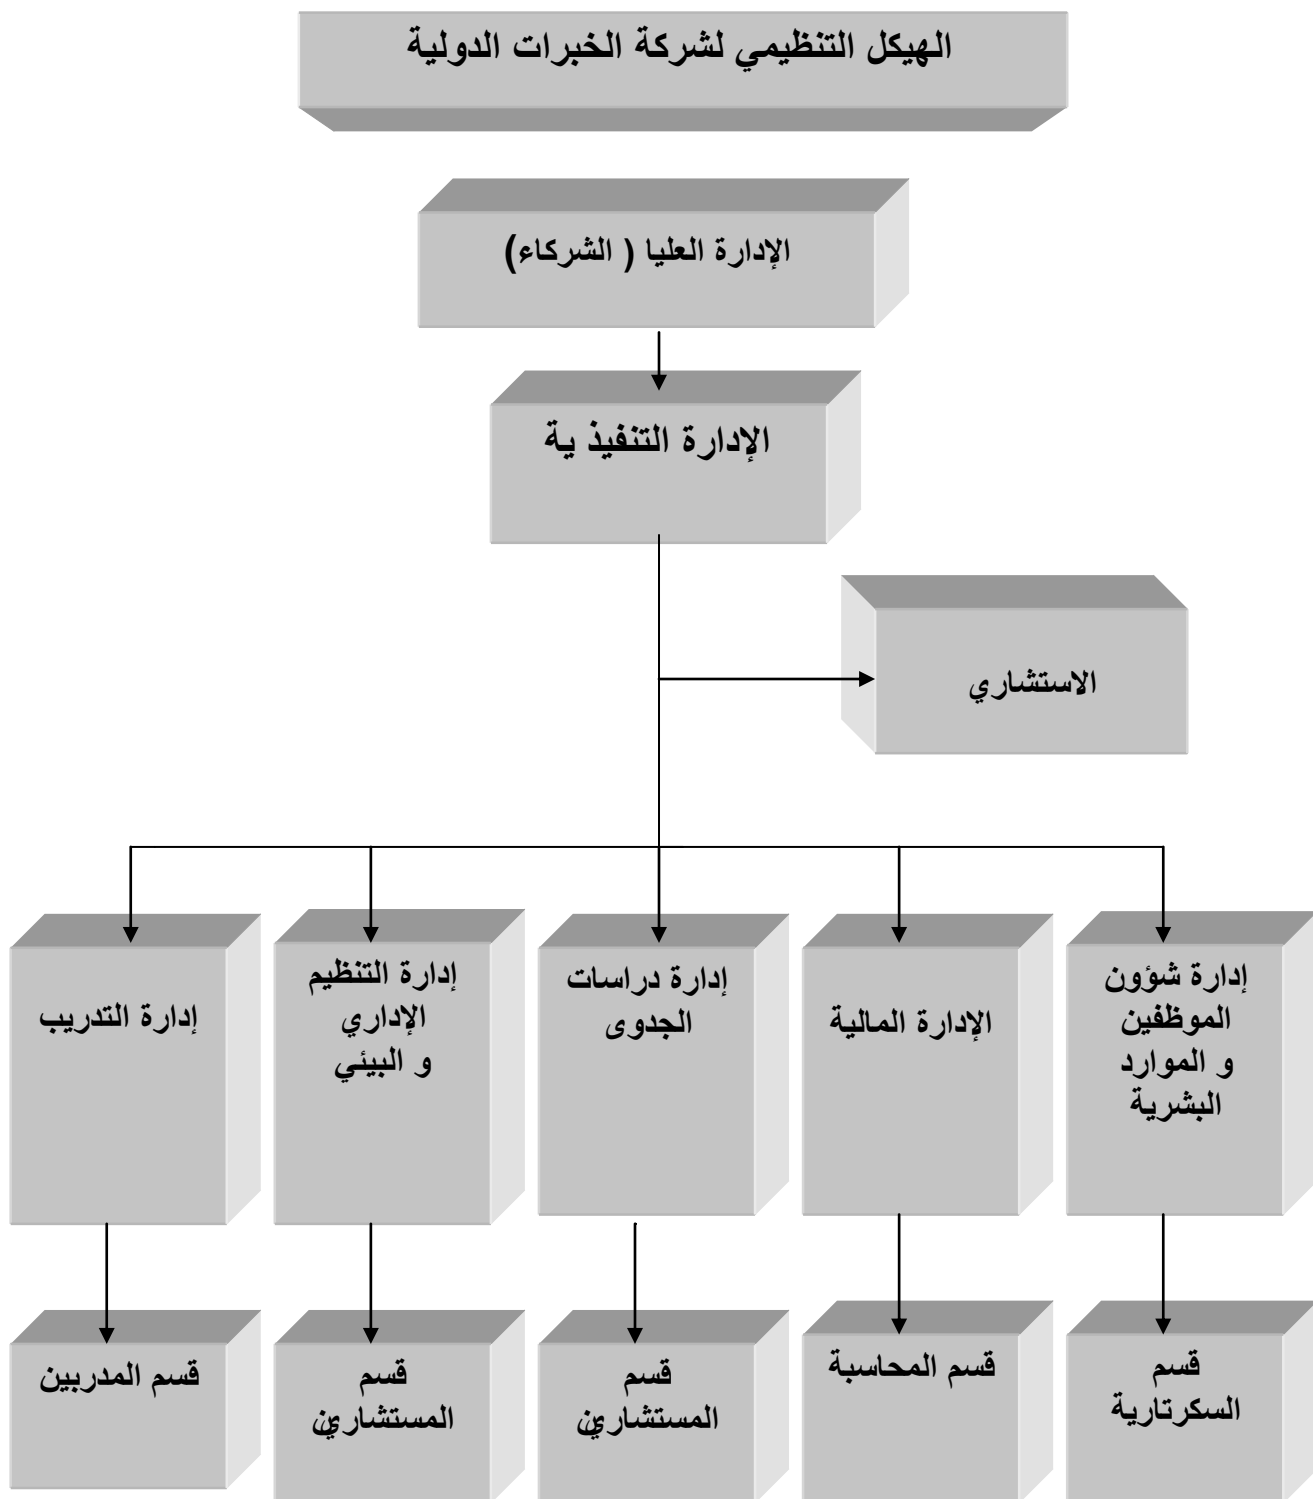 الهيكل التنظيمي لشركة الخبرات الدولية
الإدارة العليا ( الشركاء)
الإدارة التنفيذ ية
الاستشاري
إدارة شؤون
الموظفين
و الموارد
البشرية
الإدارة المالية
إدارة دراسات
الجدوى
إدارة التنظيم
الإداري
و البيئي
إدارة التدريب
قسم
السكرتارية
قسم المحاسبة
قسم
المستشارين
قسم
المستشارين
قسم المدربين